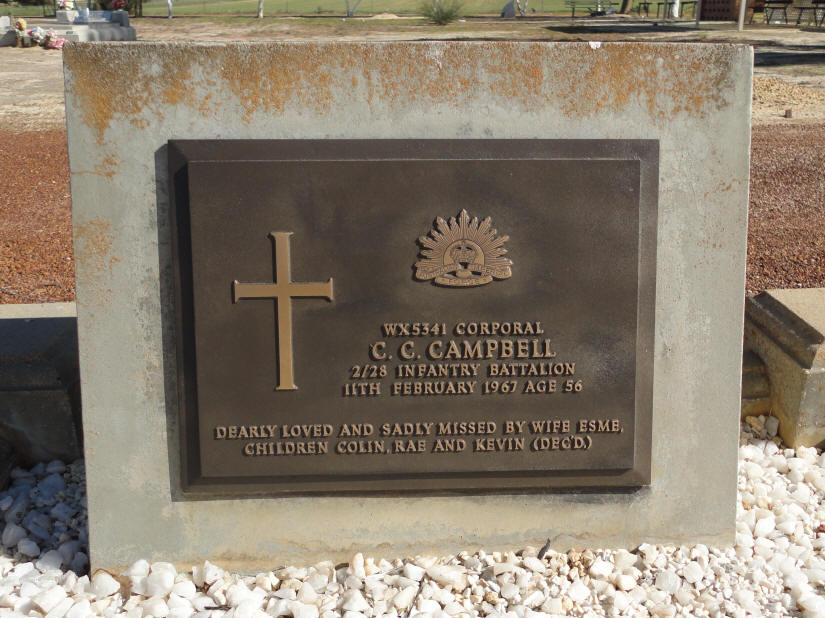 WX5341 CORPORAL
C. C. CAMPBELL
2/28 INFANTRY BATTALION
11TH FEBRUARY 1967 AGE 56
DEARLY LOVED AND SADLY MISSED BY WIFE ESME,
CHILDREN COLIN, RAE AND KEVIN (DEC'D.)